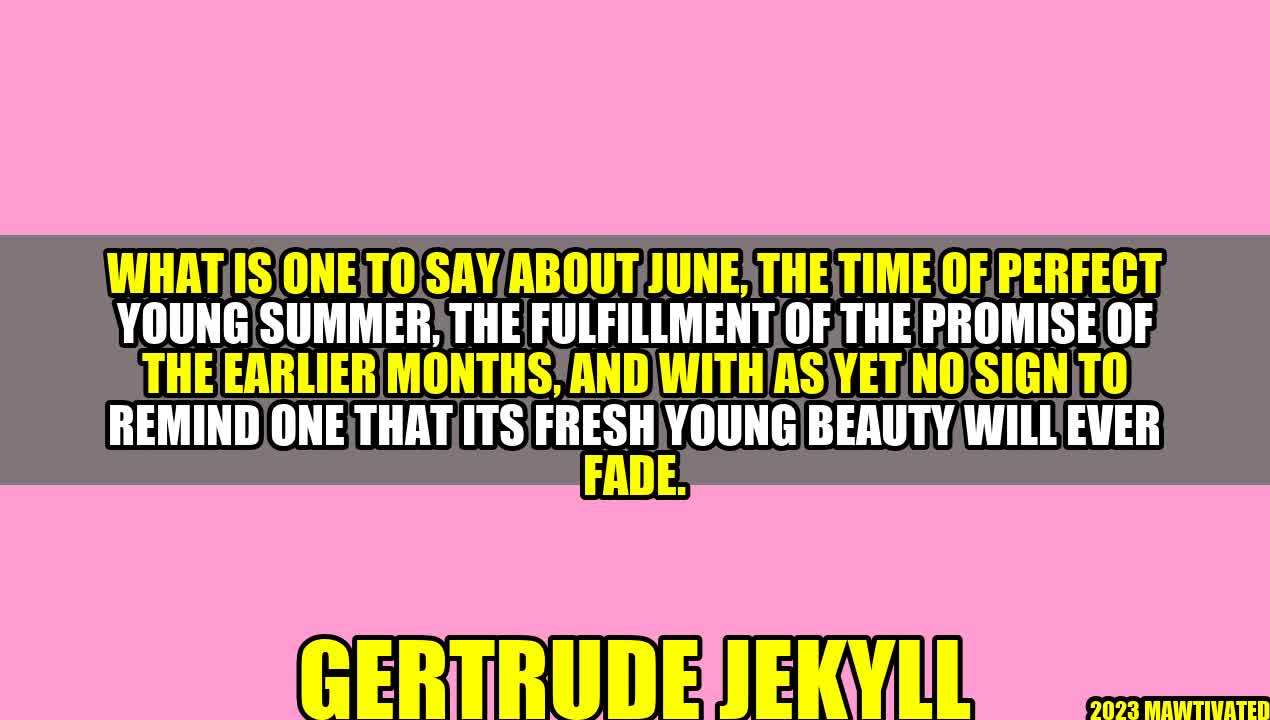 WHAT IS ONE TO SAY ABOUT JUNE, THE TIME OF PERFECT
YOUNG SUMMER, THE FULFILLMENT OF THE PROMISE OF
THE EARLIER MONTHS, AND WITH AS YET NO SIGN TO
REMIND ONE THAT ITS FRESH YOUNG BEAUTY WILL EVER
FADE.
GERTRUDE JEKYLL
2023 MAWTIVATED